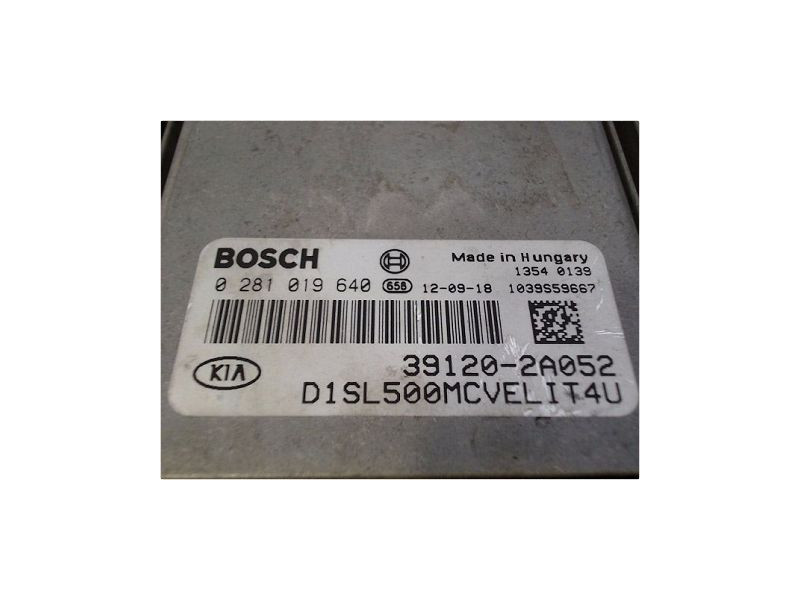 BOSCH
Made in Hungary
1354 0139
0 281 019 640 658 12-09-18 1039S59667
KIA
39120-2A052
D1SL500MCVELIT4U